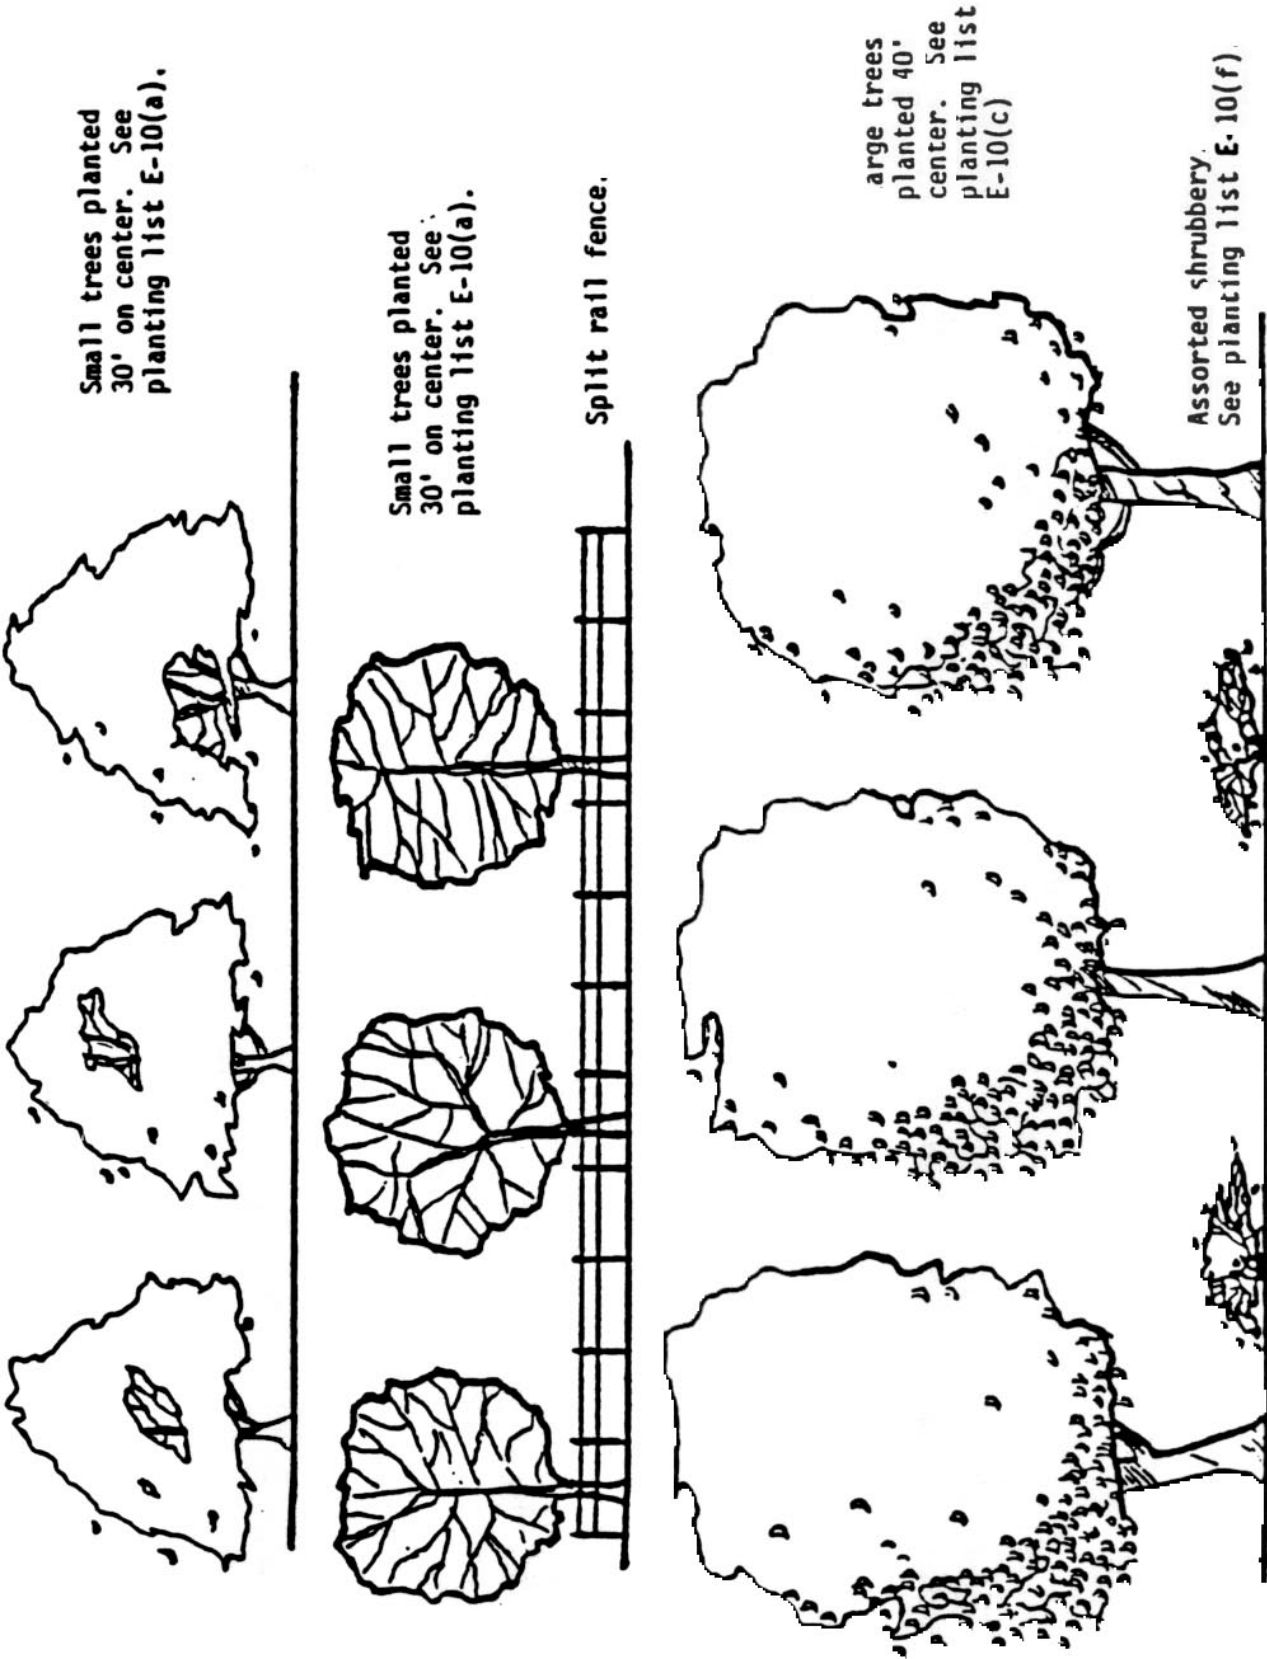 Small trees planted
30' on center. See
planting list E-10(a).
Small trees planted
30' on center. See
planting list E-10(a).
Split rail fence.
arge trees
planted 40'
center. See
planting list
E-10(c)
Assorted shrubbery.
See planting list E-10(f).